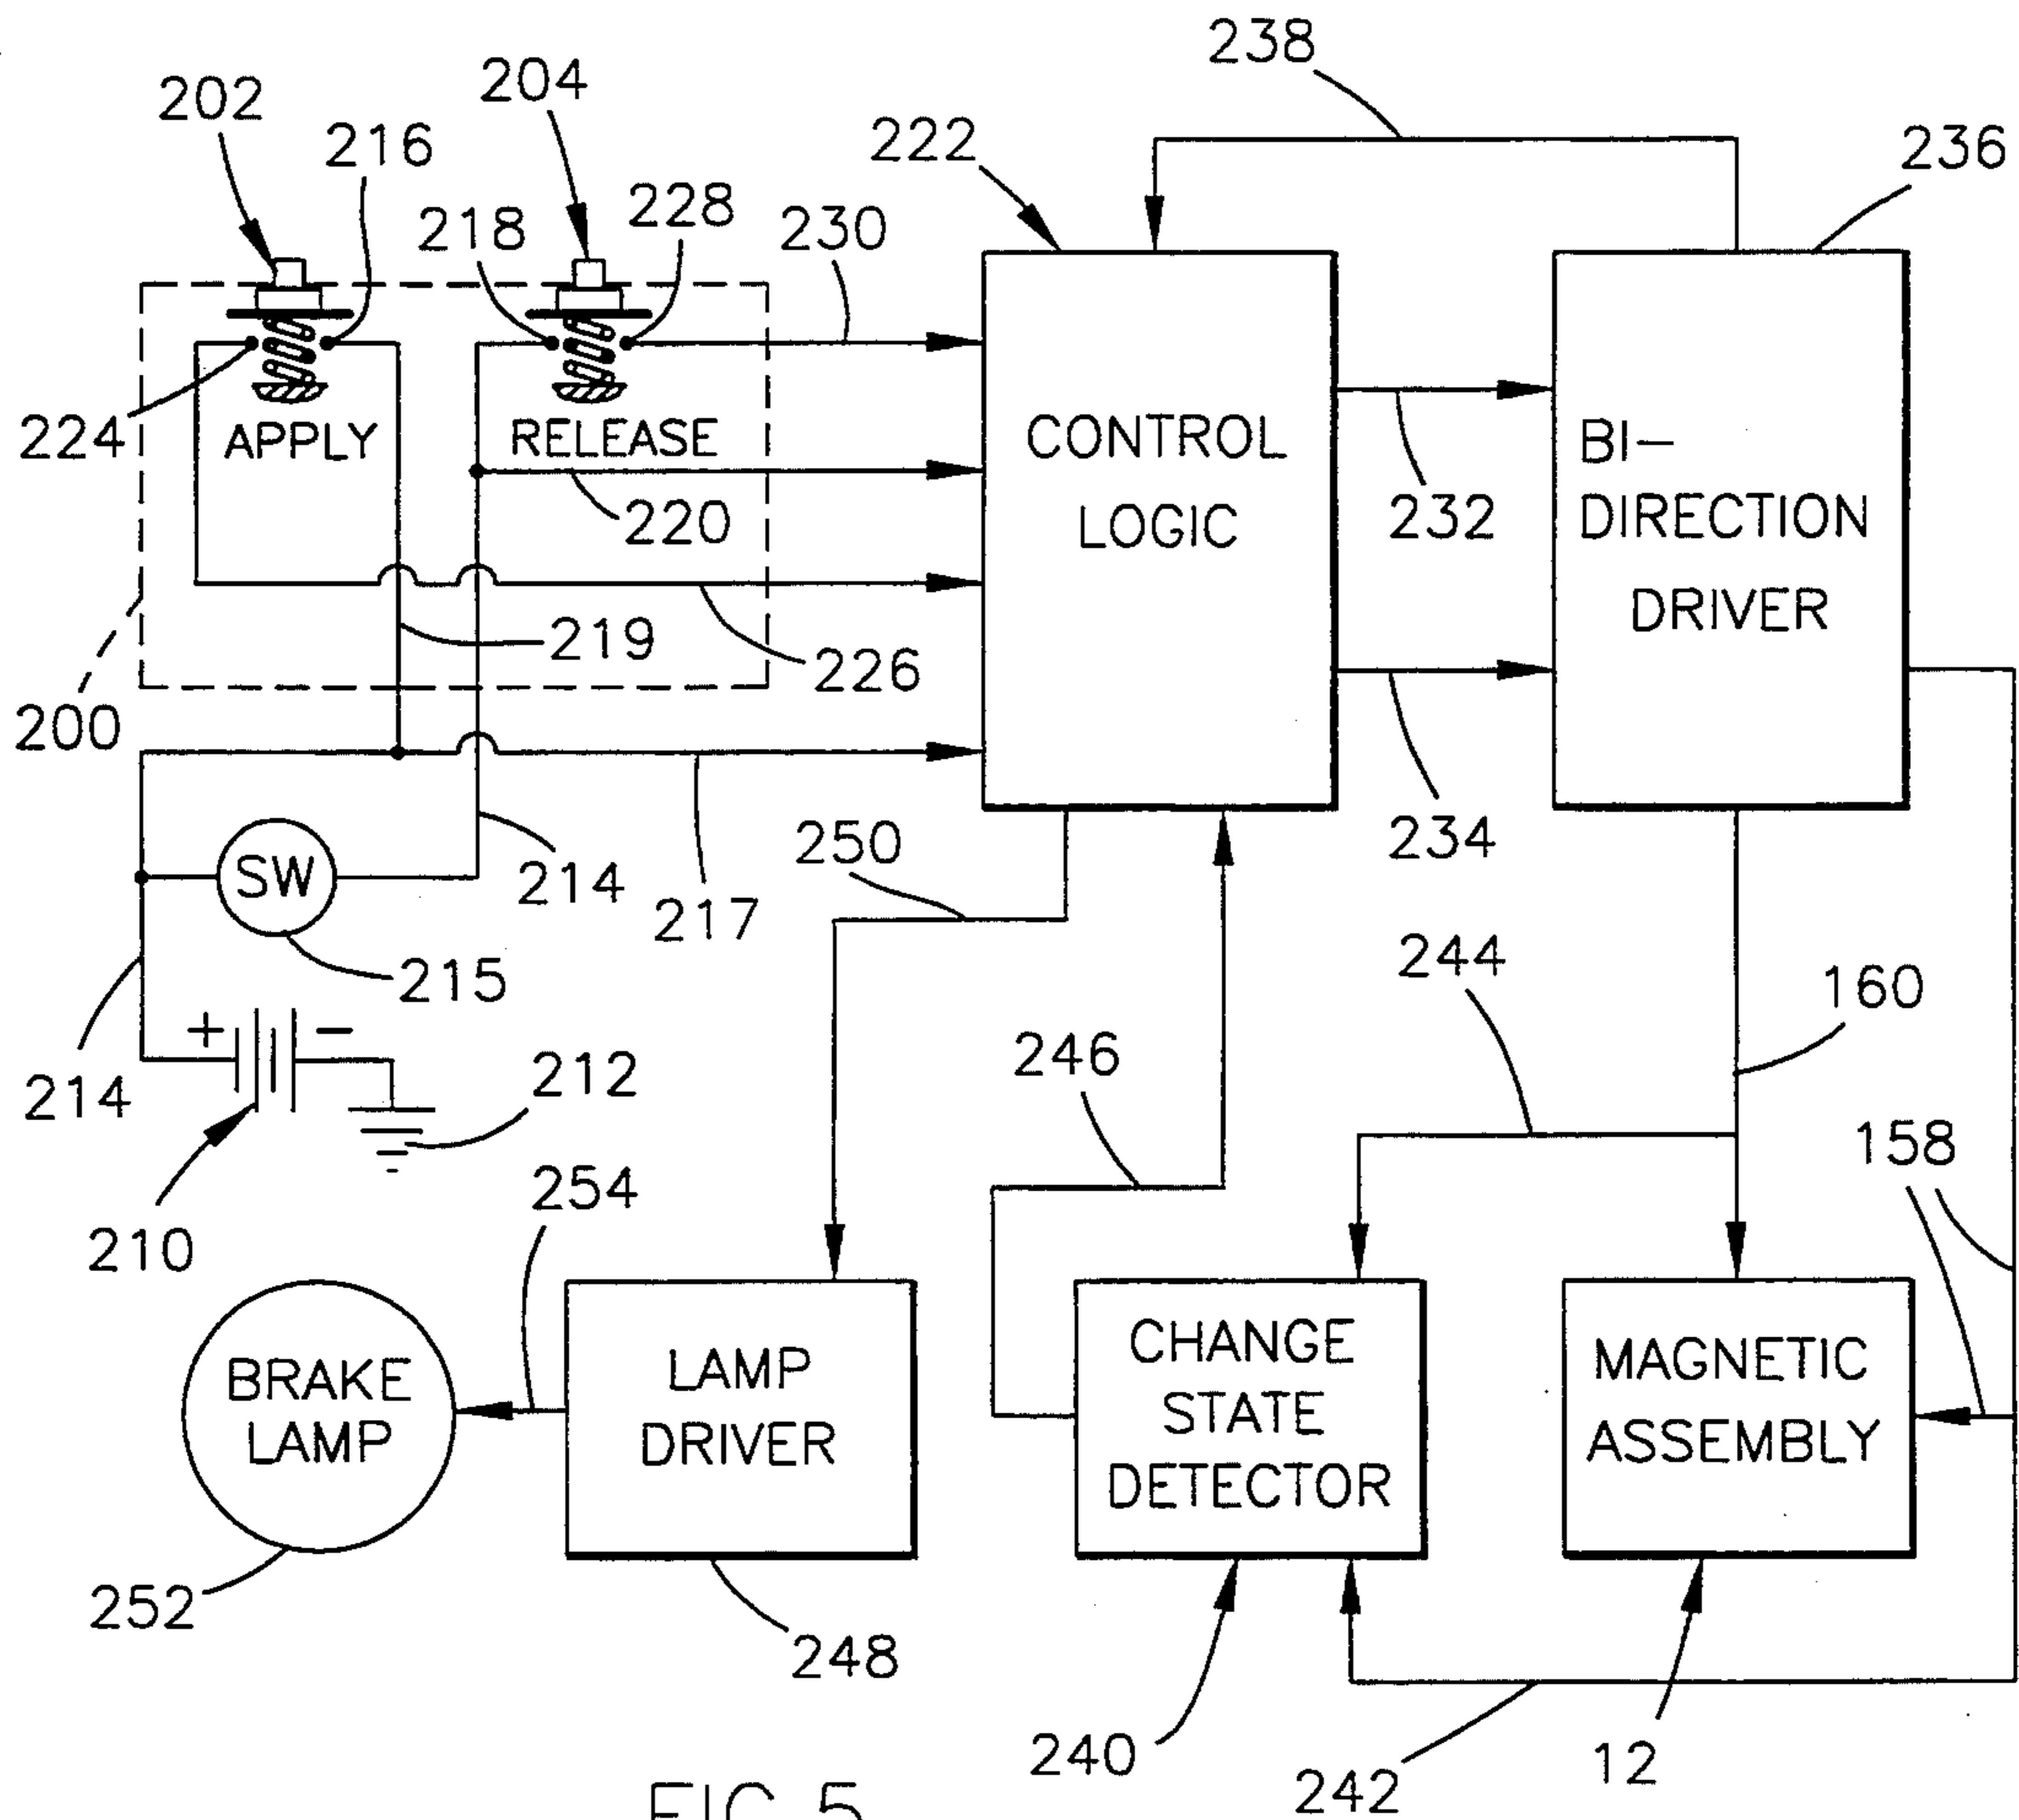 238
204
202
216
222
236
228
218
230
224
APPLY
RELEASE
CONTROL
LOGIC
BI-
DIRECTION
DRIVER
232
220
219
226
200
SW
214
217
250
234
215
+ -
214
212
210
244
160
246
158
254
BRAKE
LAMP
LAMP
DRIVER
CHANGE
STATE
DETECTOR
MAGNETIC
ASSEMBLY
252
248
240
242
12
FIG 5